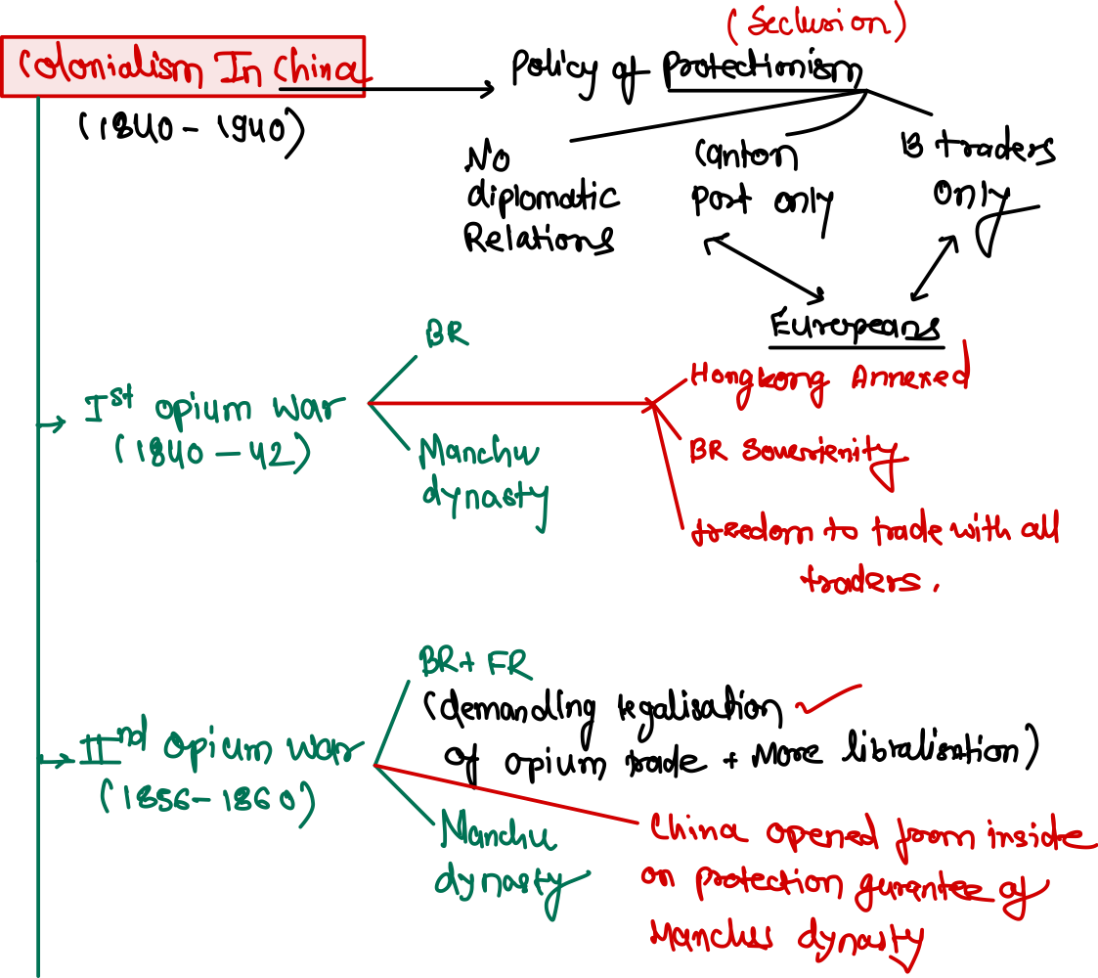 (Seclusion)
Colonialism In China
Policy of Protectionism
(1840 - 1940)
No
diplomatic
Relations
Canton
Port only
13 traders
only
Europeans
BR
Ist opium war
(1840 - 42)
Manchu
dynasty
Hongkong Annexed
BR Soverienity
freedom to trade with all
traders.
BR + FR
(demanding legalisation
of opium trade + More libralisation)
IInd opium war
(1856 - 1860)
Manchu
dynasty
China opened from inside
on protection gurantee of
Manchus dynasty